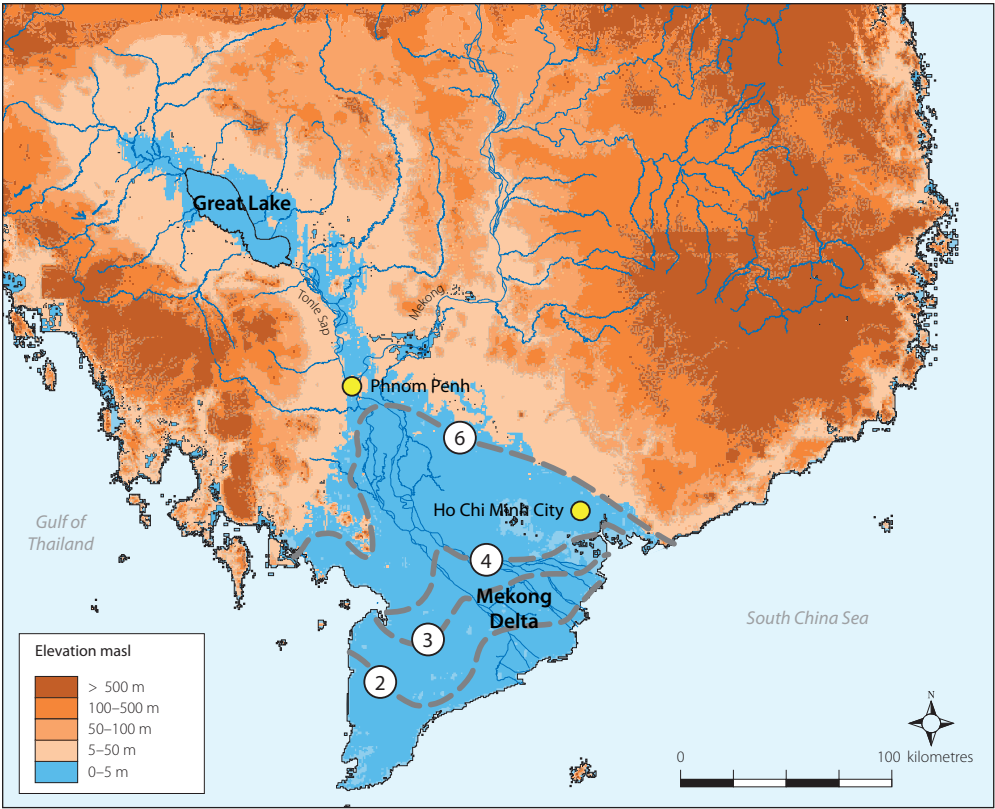 Great Lake
Tonle Sap
Mekong
Phnom Penh
6
Ho Chi Minh City
Gulf of
Thailand
4
Mekong
Delta
South China Sea
3
2
Elevation masl
> 500 m
100–500 m
50–100 m
5–50 m
0–5 m
N
0 100 kilometres